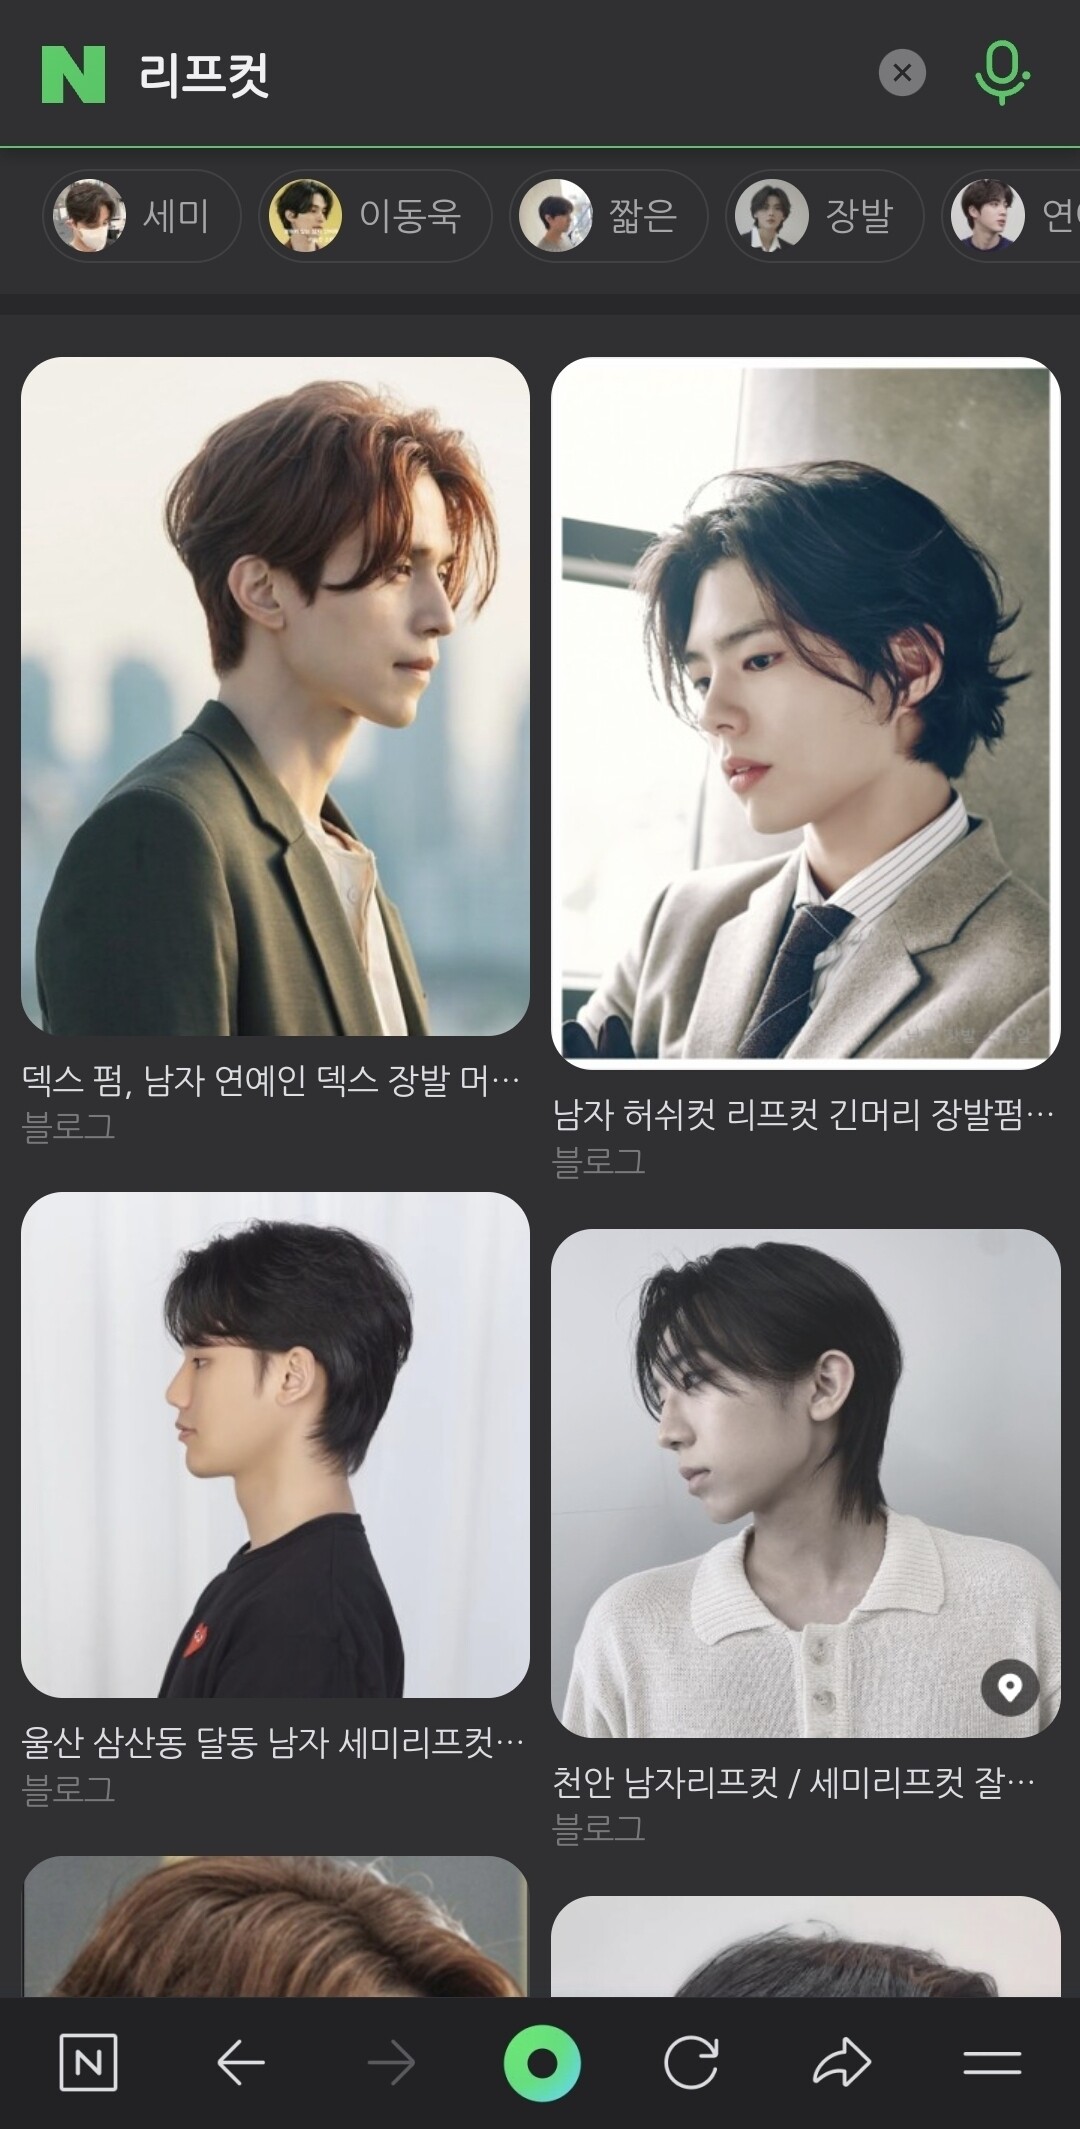 N 리프컷
세미 이동욱 짧은 장발
덱스 펌, 남자 연예인 덱스 장발 머···
블로그
남자 허쉬컷 리프컷 긴머리 장발펌···
블로그
울산 삼산동 달동 남자 세미리프컷···
블로그
천안 남자리프컷 / 세미리프컷 잘···
블로그
N